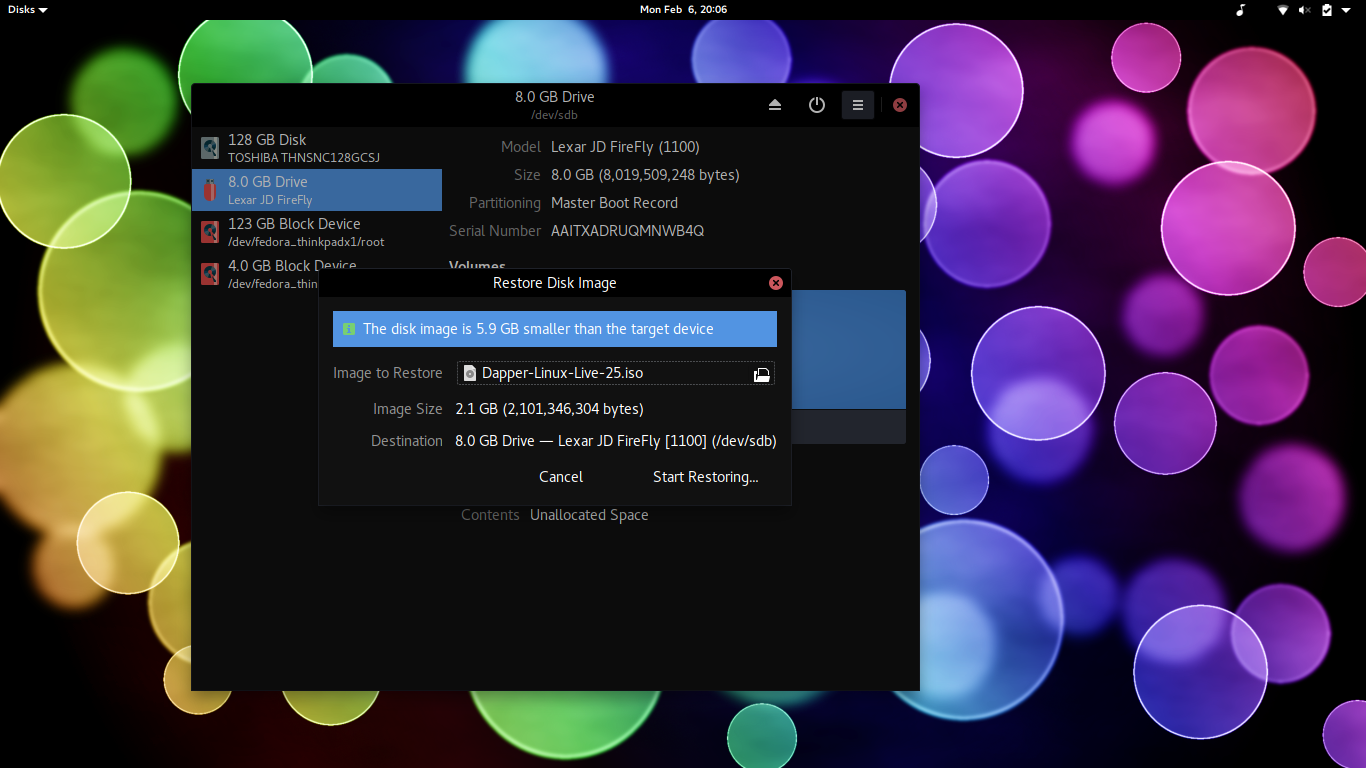 Disks
Mon Feb 6, 20:06
8.0 GB Drive
/dev/sdb
128 GB Disk
TOSHIBA THNSNC128GCSJ
8.0 GB Drive
Lexar JD FireFly
123 GB Block Device
/dev/fedora_thinkpadx1/root
4.0 GB Block Device
/dev/fedora_thin
Model Lexar JD FireFly (1100)
Size 8.0 GB (8,019,509,248 bytes)
Partitioning Master Boot Record
Serial Number AAITXADRUQMNWB4Q
Volumes
Restore Disk Image
The disk image is 5.9 GB smaller than the target device
Image to Restore Dapper-Linux-Live-25.iso
Image Size 2.1 GB (2,101,346,304 bytes)
Destination 8.0 GB Drive — Lexar JD FireFly [1100] (/dev/sdb)
Cancel Start Restoring...
Contents Unallocated Space